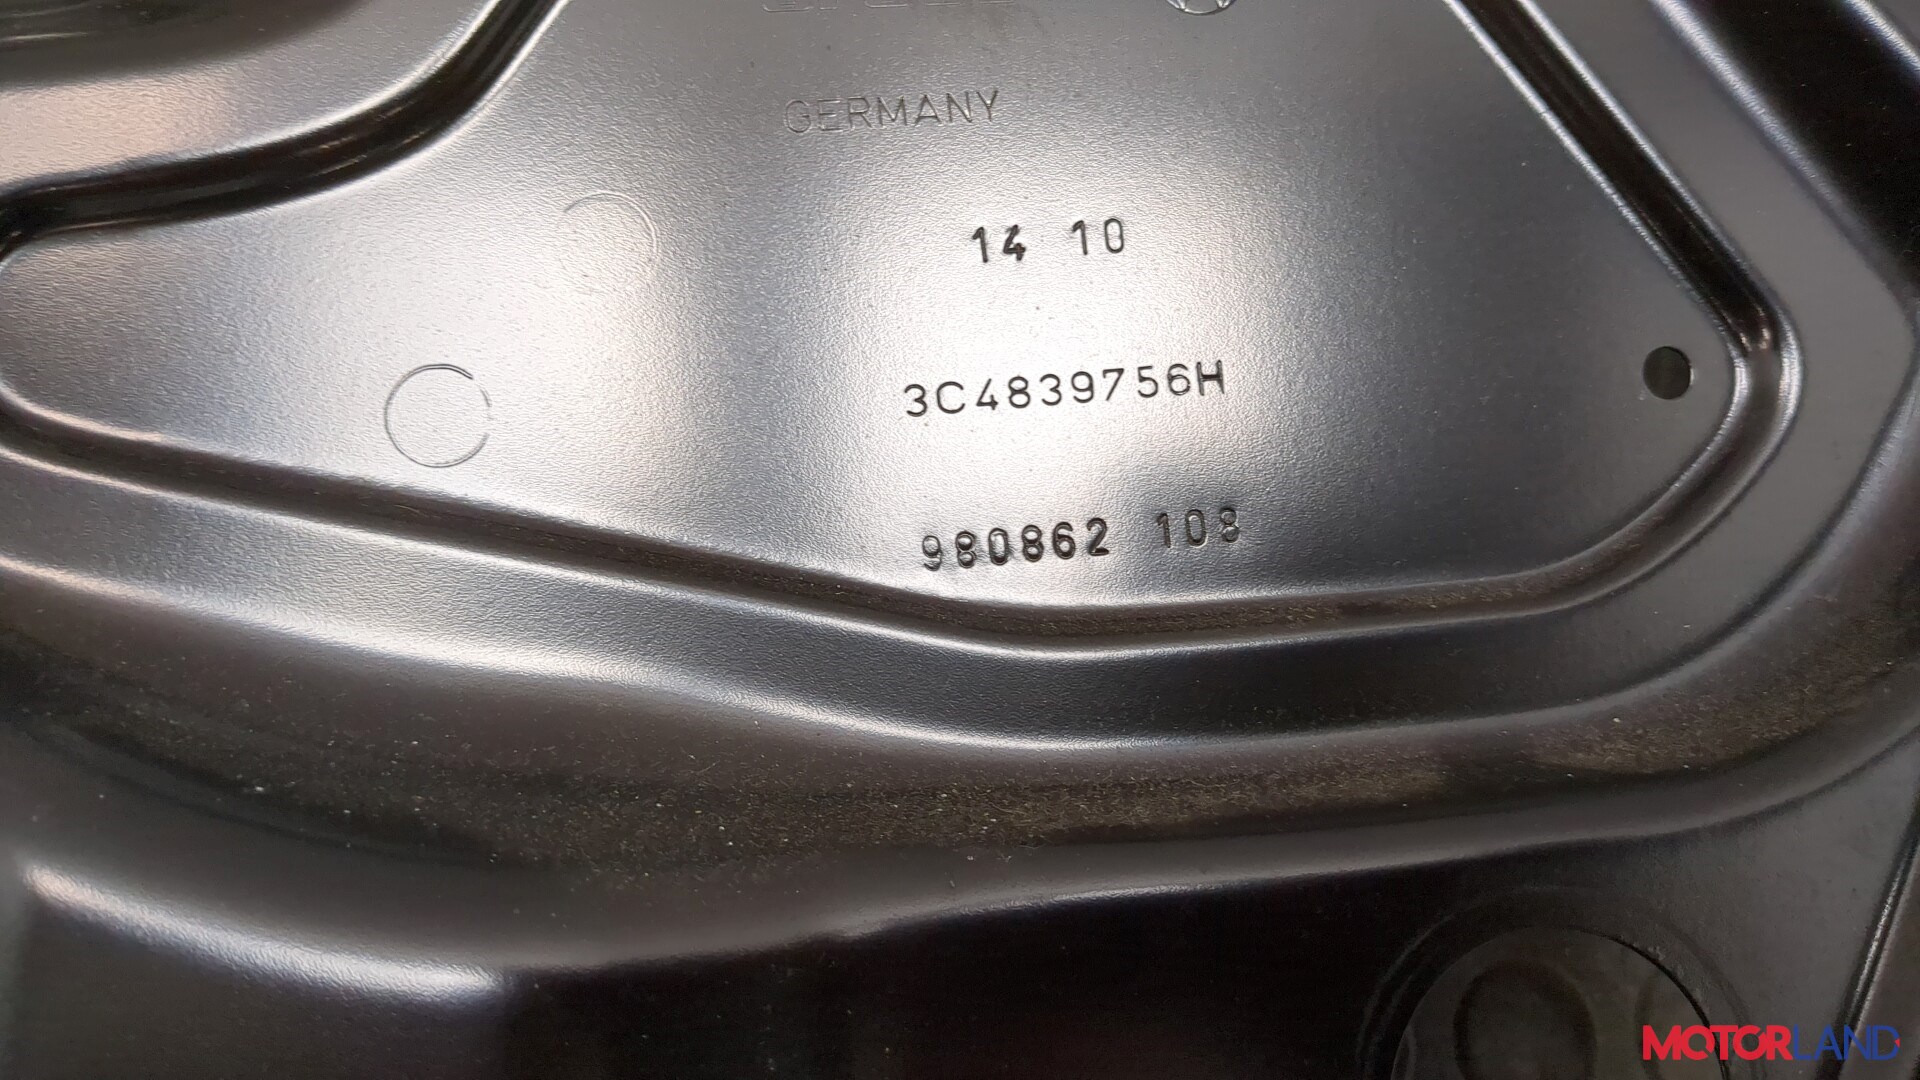 GERMANY
14 10
3C4839756H
980862 108
MOTORLAND